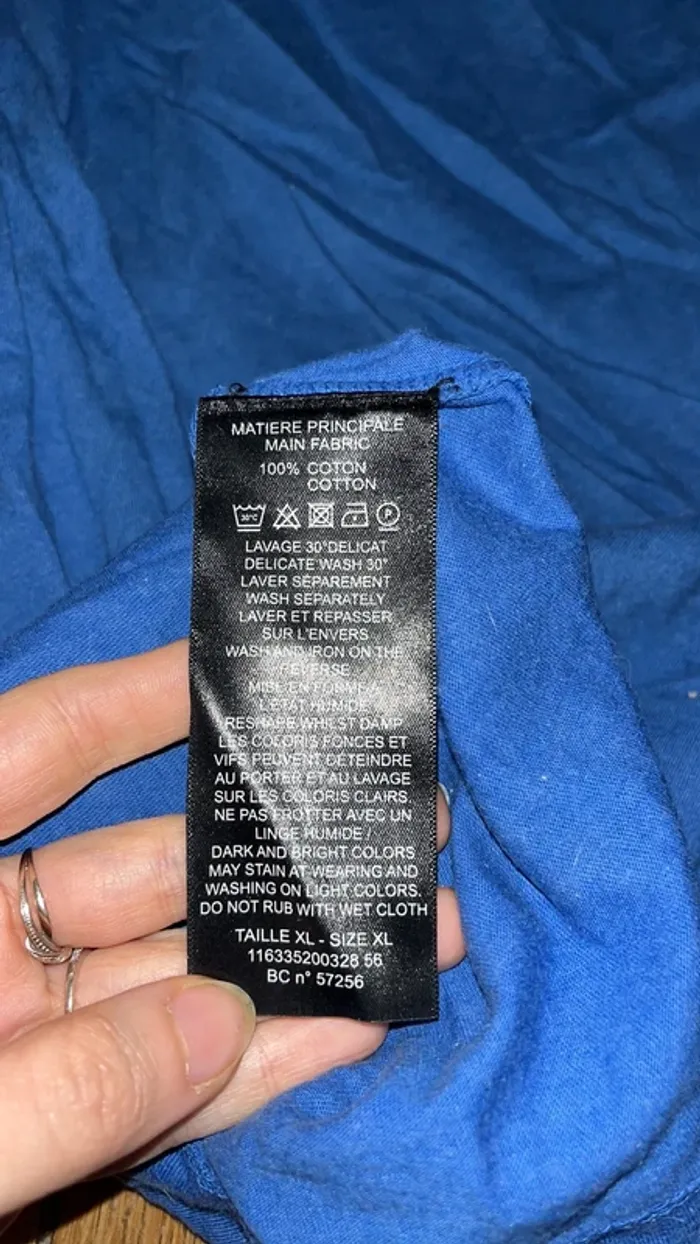 MATIERE PRINCIPALE
MAIN FABRIC
100% COTON
COTTON
30°C
P
LAVAGE 30°DELICAT
DELICATE WASH 30°
LAVER SÉPAREMENT
WASH SEPARATELY
LAVER ET REPASSER
SUR L'ENVERS
WASH AND IRON ON THE
REVERSE
MISE EN FORME A
L'ETAT HUMIDE
RESHAPE WHILST DAMP
LES COLORIS FONCES ET
VIFS PEUVENT DETEINDRE
AU PORTER ET AU LAVAGE
SUR LES COLORIS CLAIRS.
NE PAS FROTTER AVEC UN
LINGE HUMIDE /
DARK AND BRIGHT COLORS
MAY STAIN AT WEARING AND
WASHING ON LIGHT COLORS.
DO NOT RUB WITH WET CLOTH
TAILLE XL - SIZE XL
116335200328 56
BC n° 57256